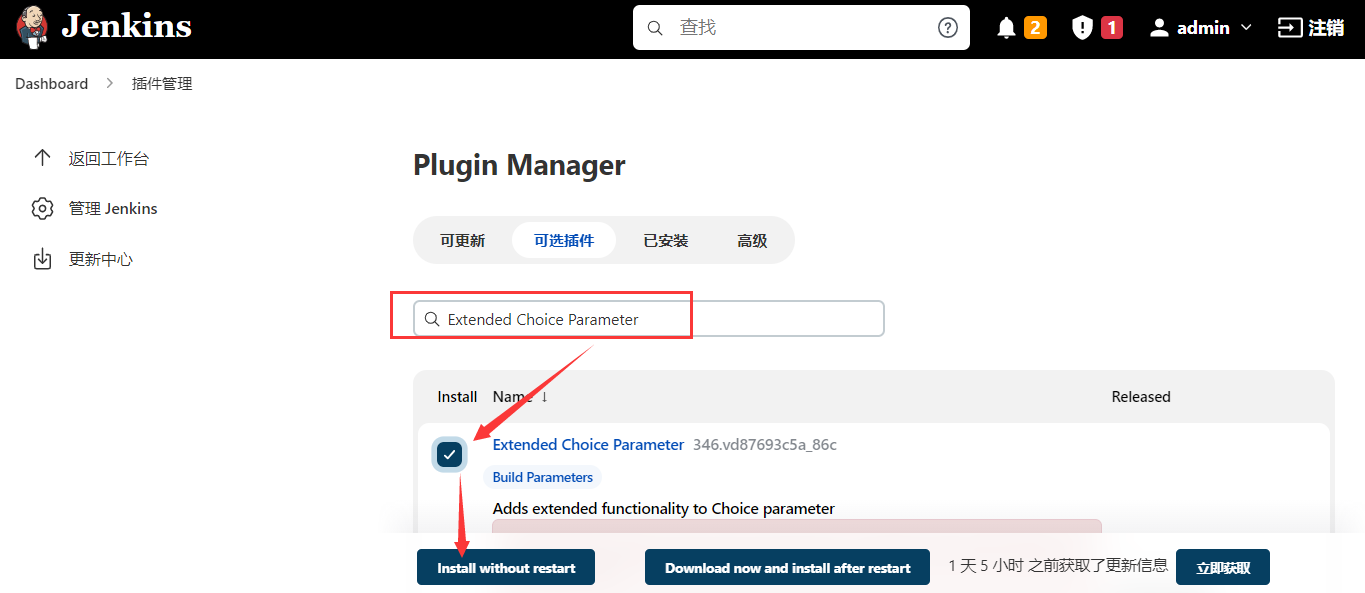 Jenkins 查找 2 1 admin 注销
Dashboard 插件管理
返回工作台
管理 Jenkins
更新中心
Plugin Manager
可更新 可选插件 已安装 高级
Extended Choice Parameter
Install Name ↓ Released
Extended Choice Parameter 346.vd87693c5a_86c
Build Parameters
Adds extended functionality to Choice parameter
Install without restart Download now and install after restart 1 天 5 小时 之前获取了更新信息 立即获取